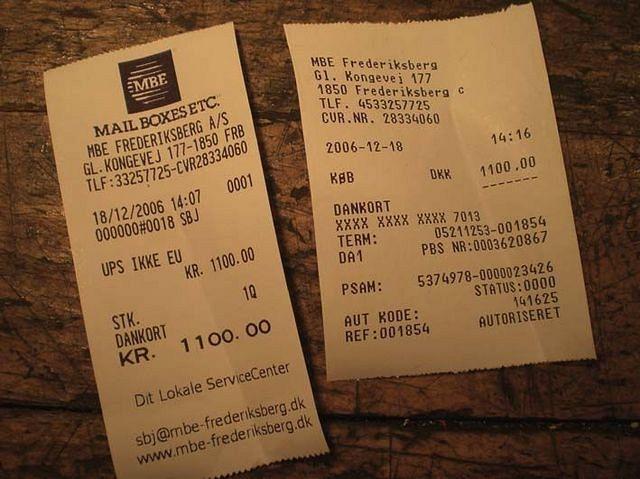 MBE
MAIL BOXES ETC.
MBE FREDERIKSBERG A/S
GL.KONGEVEJ 177-1850 FRB
TLF:33257725-CVR28334060
18/12/2006 14:07 0001
000000#0018 SBJ
UPS IKKE EU
KR. 1100.00
1Q
STK.
DANKORT
KR. 1100.00
Dit Lokale ServiceCenter
sbj@mbe-frederiksberg.dk
www.mbe-frederiksberg.dk
MBE Frederiksberg
Gl. Kongevej 177
1850 Frederiksberg C
TLF. 4533257725
CVR.NR. 28334060
2006-12-18 14:16
KØB DKK 1100,00
-------
DANKORT
XXXX XXXX XXXX 7013
TERM: 05211253-001854
DA1 PBS NR:0003620867
PSAM: 5374978-0000023426
STATUS:0000
AUT KODE: 141625
REF:001854 AUTORISERET